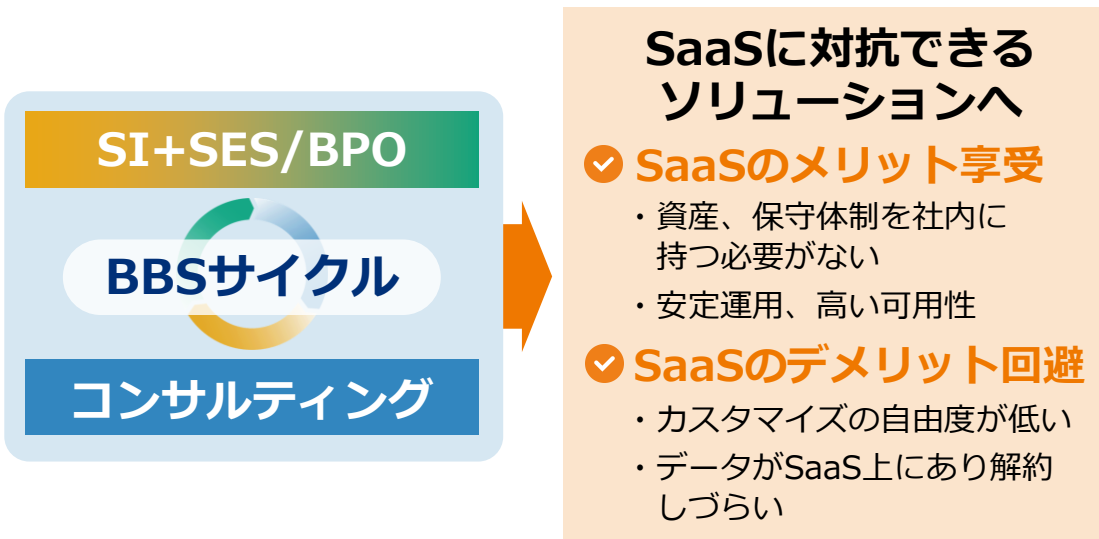 SI+SES/BPO
BBSサイクル
コンサルティング
SaaSに対抗できる
ソリューションへ
SaaSのメリット享受
・資産、保守体制を社内に
持つ必要がない
・安定運用、高い可用性
SaaSのデメリット回避
・カスタマイズの自由度が低い
・データがSaaS上にあり解約
しづらい